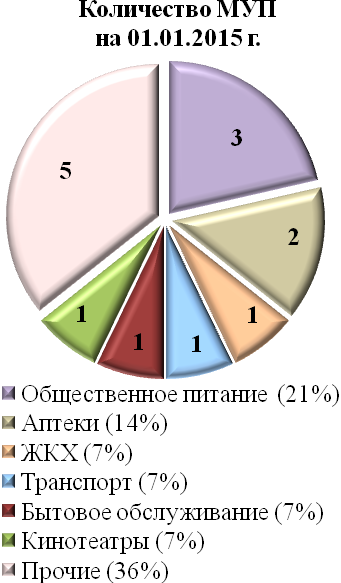 Количество МУП
на 01.01.2015 г.
3
5
2
1
1
1
1
Общественное питание (21%)
Аптеки (14%)
ЖКХ (7%)
Транспорт (7%)
Бытовое обслуживание (7%)
Кинотеатры (7%)
Прочие (36%)